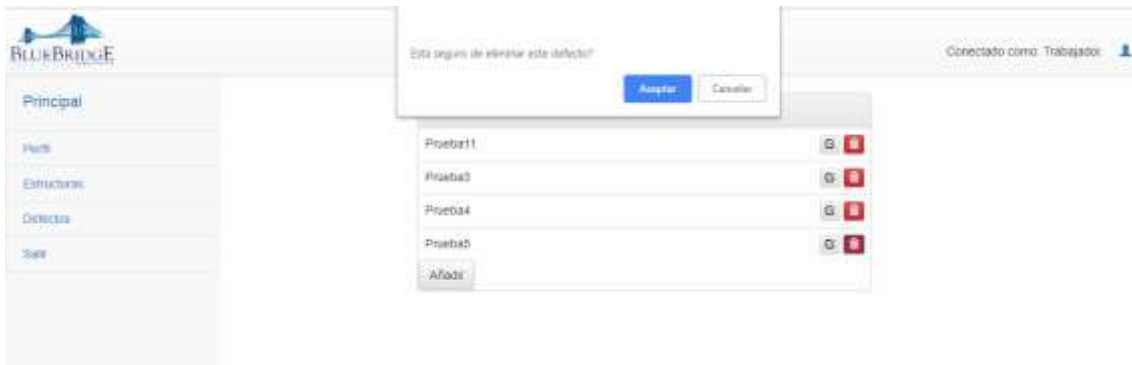 BLUEBRIDGE
Esta seguro de eliminar este defecto?
Aceptar
Cancelar
Conectado como: Trabajador
Principal
Perfil
Estructuras
Defectos
Salir
Prueba11
Prueba3
Prueba4
Prueba5
Añadir